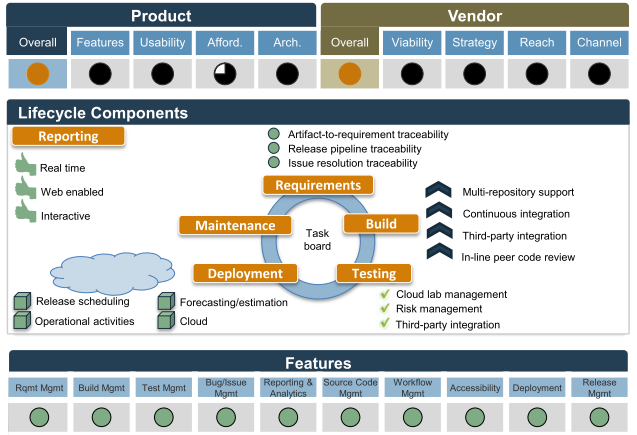 Product
Vendor
Overall
Features
Usability
Afford.
Arch.
Overall
Viability
Strategy
Reach
Channel
Lifecycle Components
Reporting
Real time
Web enabled
Interactive
Artifact-to-requirement traceability
Release pipeline traceability
Issue resolution traceability
Requirements
Maintenance
Build
Task
board
Deployment
Testing
Multi-repository support
Continuous integration
Third-party integration
In-line peer code review
Release scheduling
Operational activities
Forecasting/estimation
Cloud
Cloud lab management
Risk management
Third-party integration
Features
Rqmt Mgmt
Build Mgmt
Test Mgmt
Bug/Issue
Mgmt
Reporting &
Analytics
Source Code
Mgmt
Workflow
Mgmt
Accessibility
Deployment
Release
Mgmt